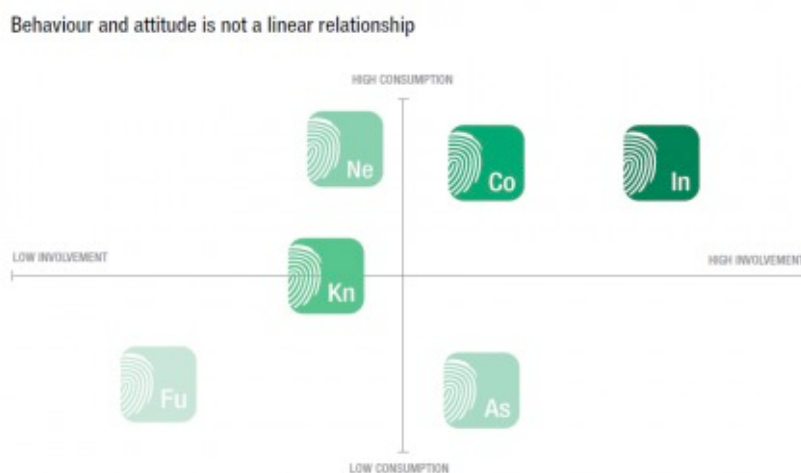 Behaviour and attitude is not a linear relationship
HIGH CONSUMPTION
Ne
Co
In
LOW INVOLVEMENT
HIGH INVOLVEMENT
Kn
Fu
As
LOW CONSUMPTION